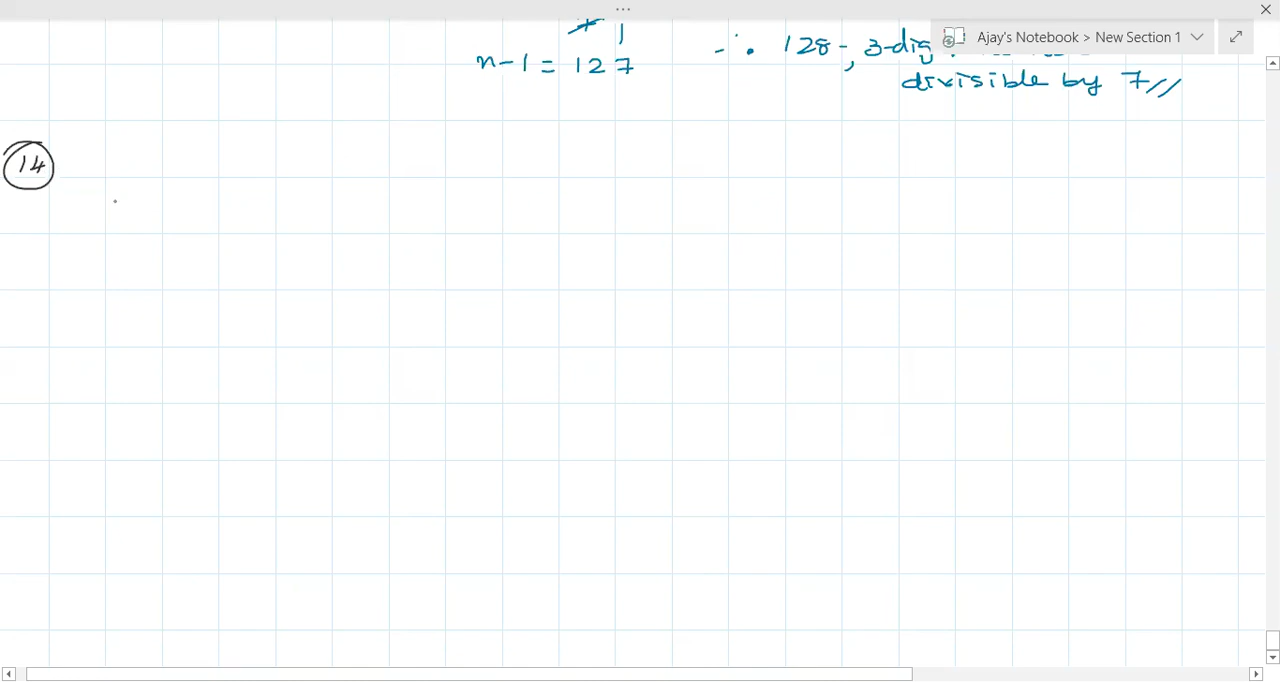 Ajay's Notebook > New Section 1
∴ 128, 3-dig
n-1 = 127
divisible by 7//
14